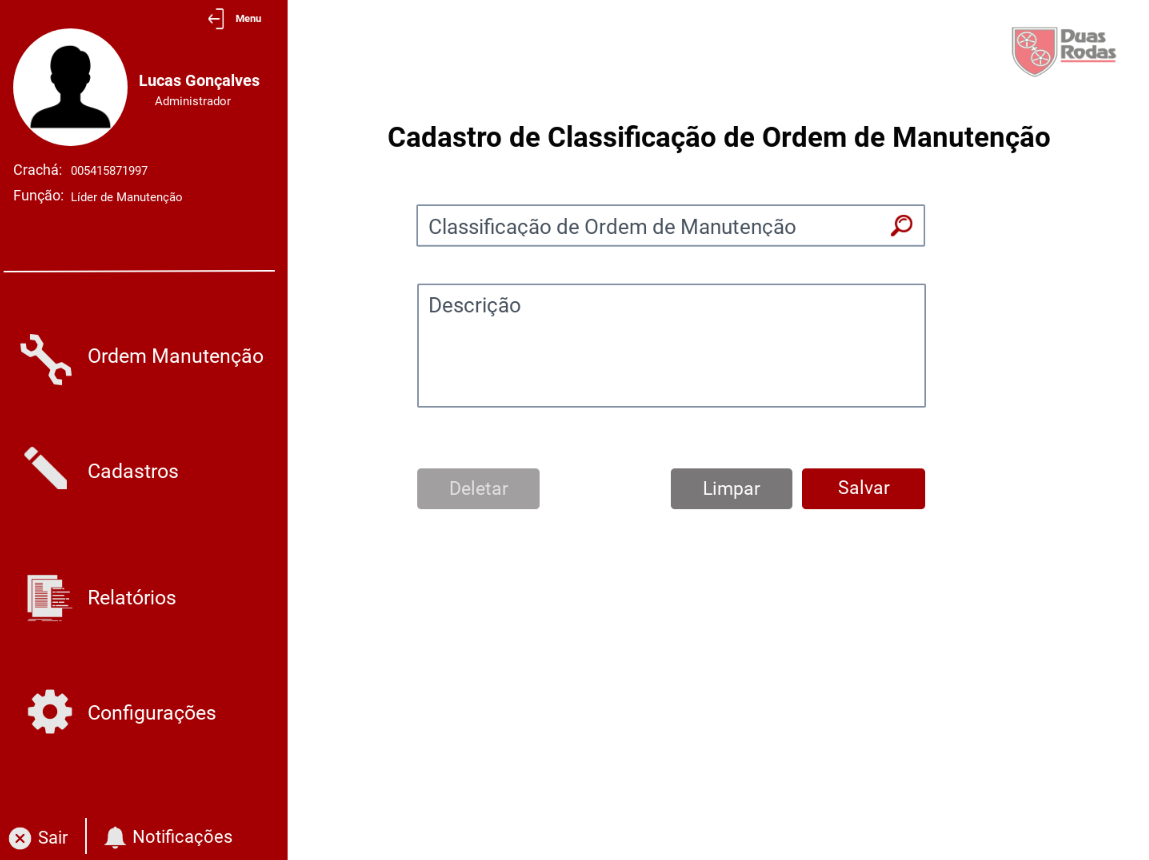 Menu
Lucas Gonçalves
Administrador
Crachá: 005415871997
Função: Líder de Manutenção
Ordem Manutenção
Cadastros
Relatórios
Configurações
Sair
Notificações
Duas
Rodas
Cadastro de Classificação de Ordem de Manutenção
Classificação de Ordem de Manutenção
Descrição
Deletar
Limpar
Salvar